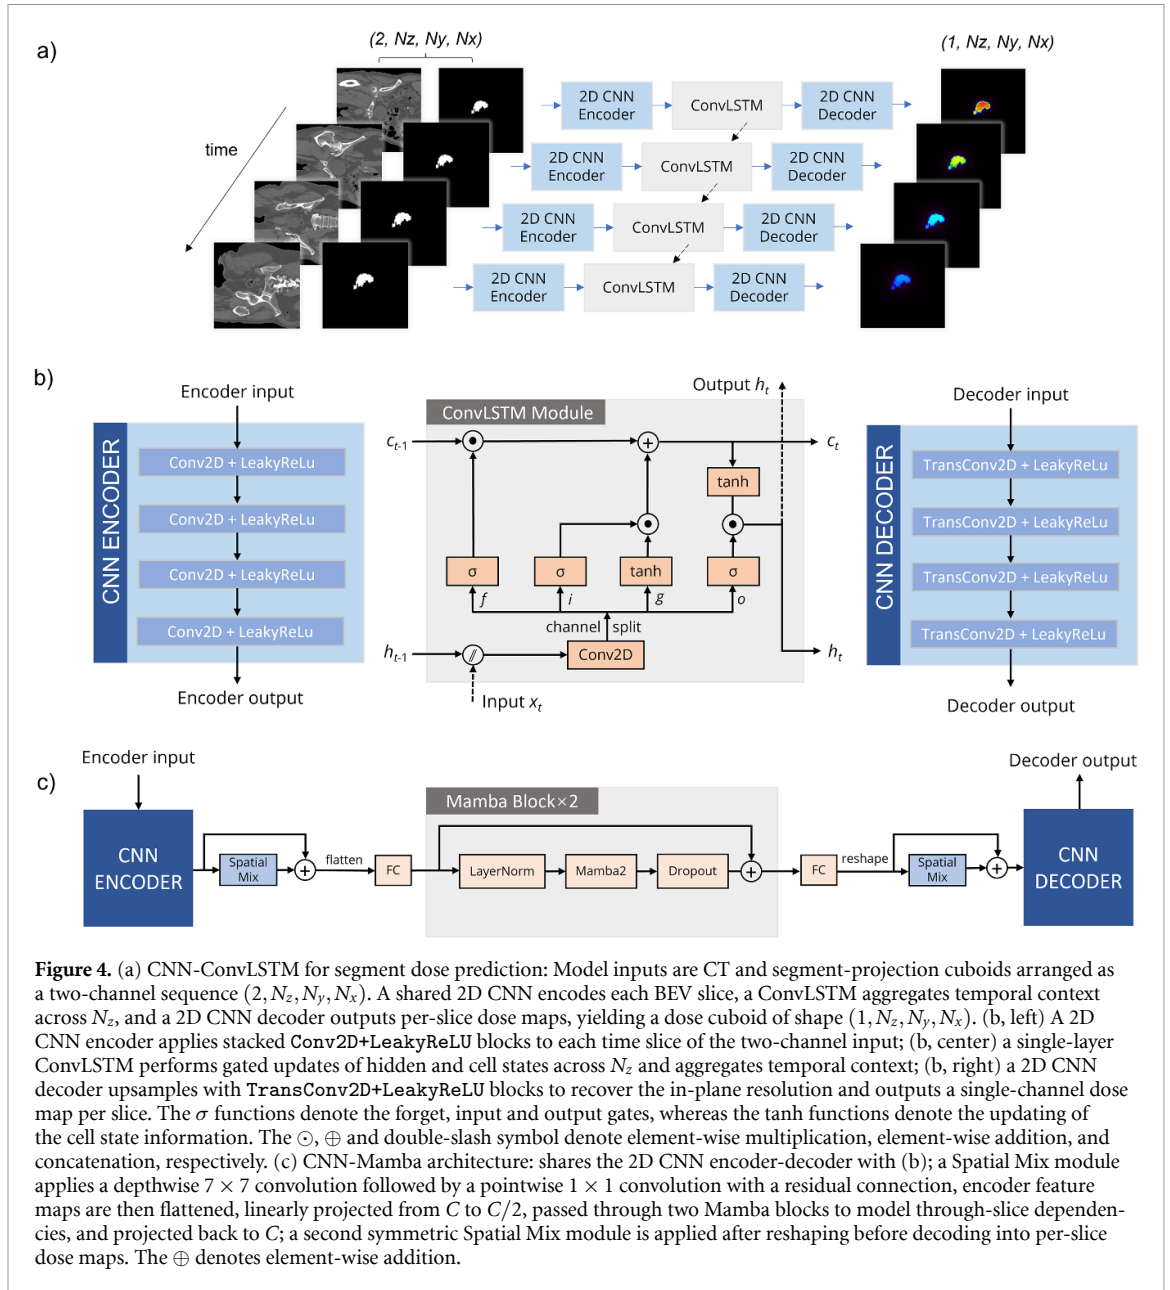 a)
(2, Nz, Ny, Nx)
(1, Nz, Ny, Nx)
time
2D CNN
Encoder
ConvLSTM
2D CNN
Decoder
2D CNN
Encoder
ConvLSTM
2D CNN
Decoder
2D CNN
Encoder
ConvLSTM
2D CNN
Decoder
2D CNN
Encoder
ConvLSTM
2D CNN
Decoder
b)
Encoder input
CNN ENCODER
Conv2D + LeakyReLu
Conv2D + LeakyReLu
Conv2D + LeakyReLu
Conv2D + LeakyReLu
Encoder output
Output hₜ
ConvLSTM Module
cₜ₋₁
cₜ
tanh
σ
σ
tanh
σ
f
i
g
o
channel split
hₜ₋₁
//
Conv2D
hₜ
Input xₜ
Decoder input
CNN DECODER
TransConv2D + LeakyReLu
TransConv2D + LeakyReLu
TransConv2D + LeakyReLu
TransConv2D + LeakyReLu
Decoder output
c)
Encoder input
CNN
ENCODER
Spatial
Mix
flatten
FC
Mamba Block×2
LayerNorm
Mamba2
Dropout
FC
reshape
Spatial
Mix
Decoder output
CNN
DECODER
Figure 4. (a) CNN-ConvLSTM for segment dose prediction: Model inputs are CT and segment-projection cuboids arranged as
a two-channel sequence (2, N_z, N_y, N_x). A shared 2D CNN encodes each BEV slice, a ConvLSTM aggregates temporal context
across N_z, and a 2D CNN decoder outputs per-slice dose maps, yielding a dose cuboid of shape (1, N_z, N_y, N_x). (b, left) A 2D
CNN encoder applies stacked Conv2D+LeakyReLU blocks to each time slice of the two-channel input; (b, center) a single-layer
ConvLSTM performs gated updates of hidden and cell states across N_z and aggregates temporal context; (b, right) a 2D CNN
decoder upsamples with TransConv2D+LeakyReLU blocks to recover the in-plane resolution and outputs a single-channel dose
map per slice. The σ functions denote the forget, input and output gates, whereas the tanh functions denote the updating of
the cell state information. The ⊙, ⊕ and double-slash symbol denote element-wise multiplication, element-wise addition, and
concatenation, respectively. (c) CNN-Mamba architecture: shares the 2D CNN encoder-decoder with (b); a Spatial Mix module
applies a depthwise 7 × 7 convolution followed by a pointwise 1 × 1 convolution with a residual connection, encoder feature
maps are then flattened, linearly projected from C to C/2, passed through two Mamba blocks to model through-slice dependen-
cies, and projected back to C; a second symmetric Spatial Mix module is applied after reshaping before decoding into per-slice
dose maps. The ⊕ denotes element-wise addition.